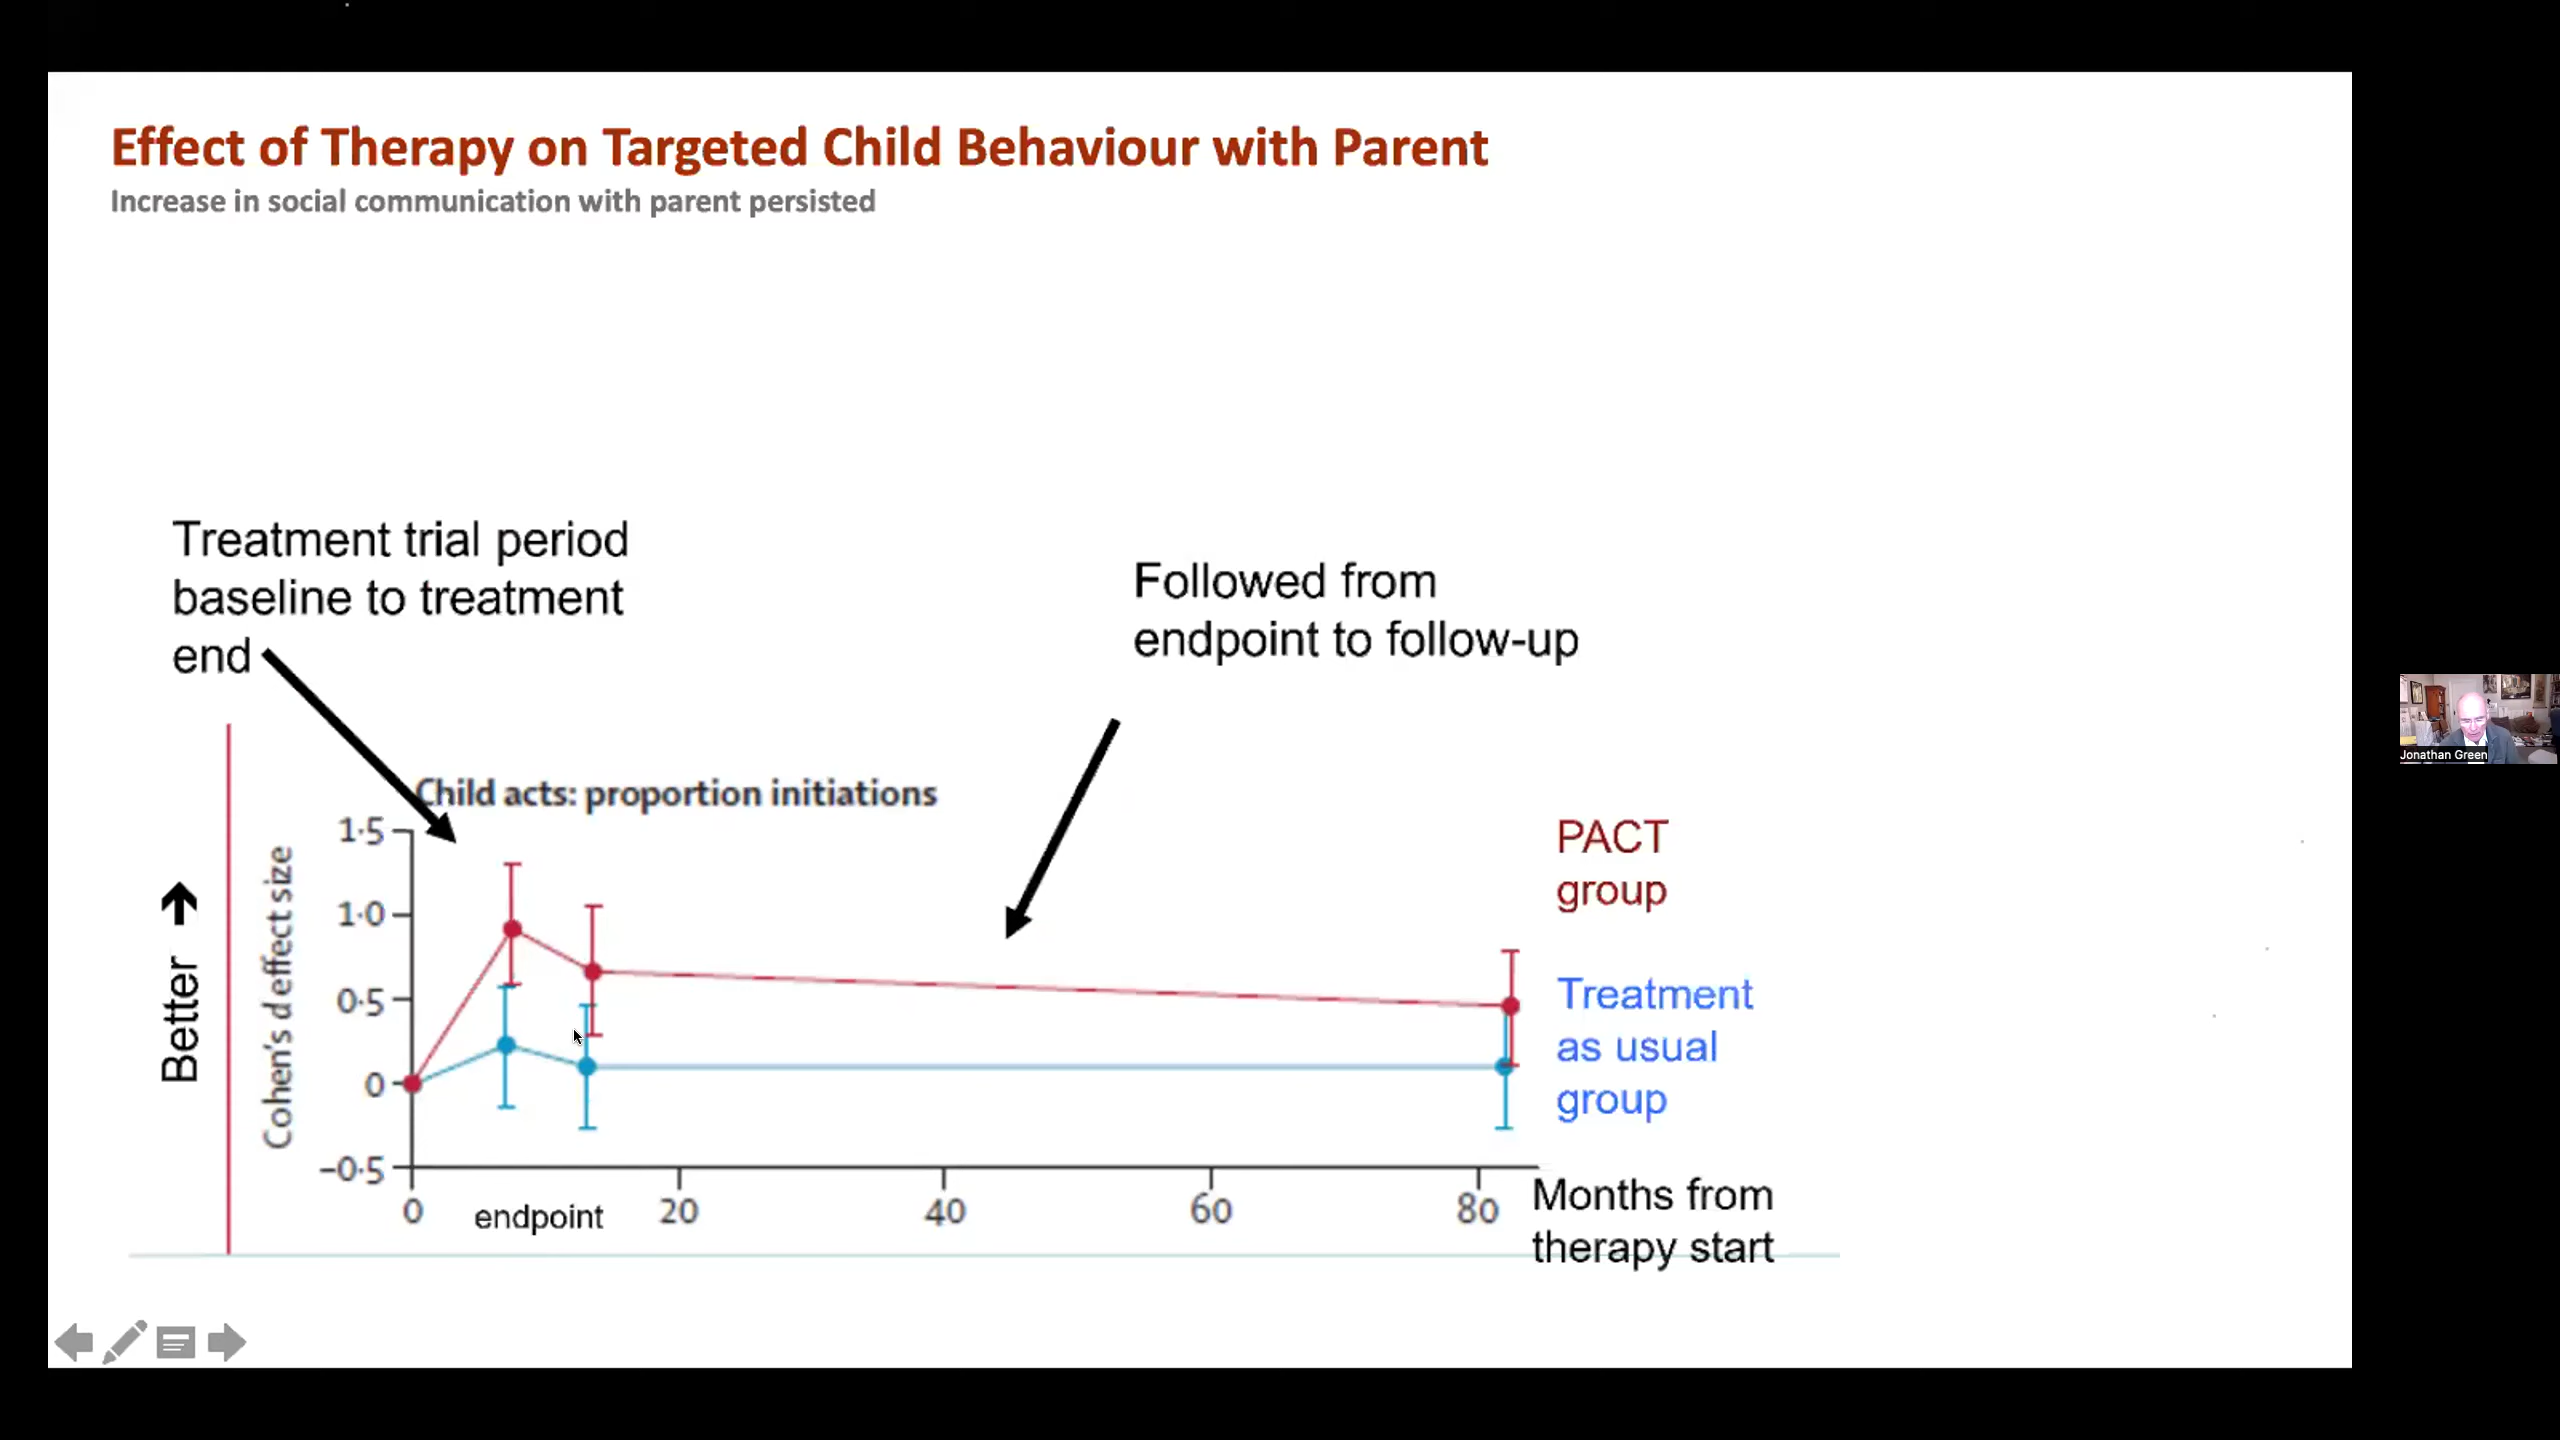 Effect of Therapy on Targeted Child Behaviour with Parent
Increase in social communication with parent persisted
Treatment trial period
baseline to treatment
end
Followed from
endpoint to follow-up
Child acts: proportion initiations
Better
Cohen's d effect size
1·5
1·0
0·5
0
−0·5
0
endpoint
20
40
60
80
PACT
group
Treatment
as usual
group
Months from
therapy start
Jonathan Green